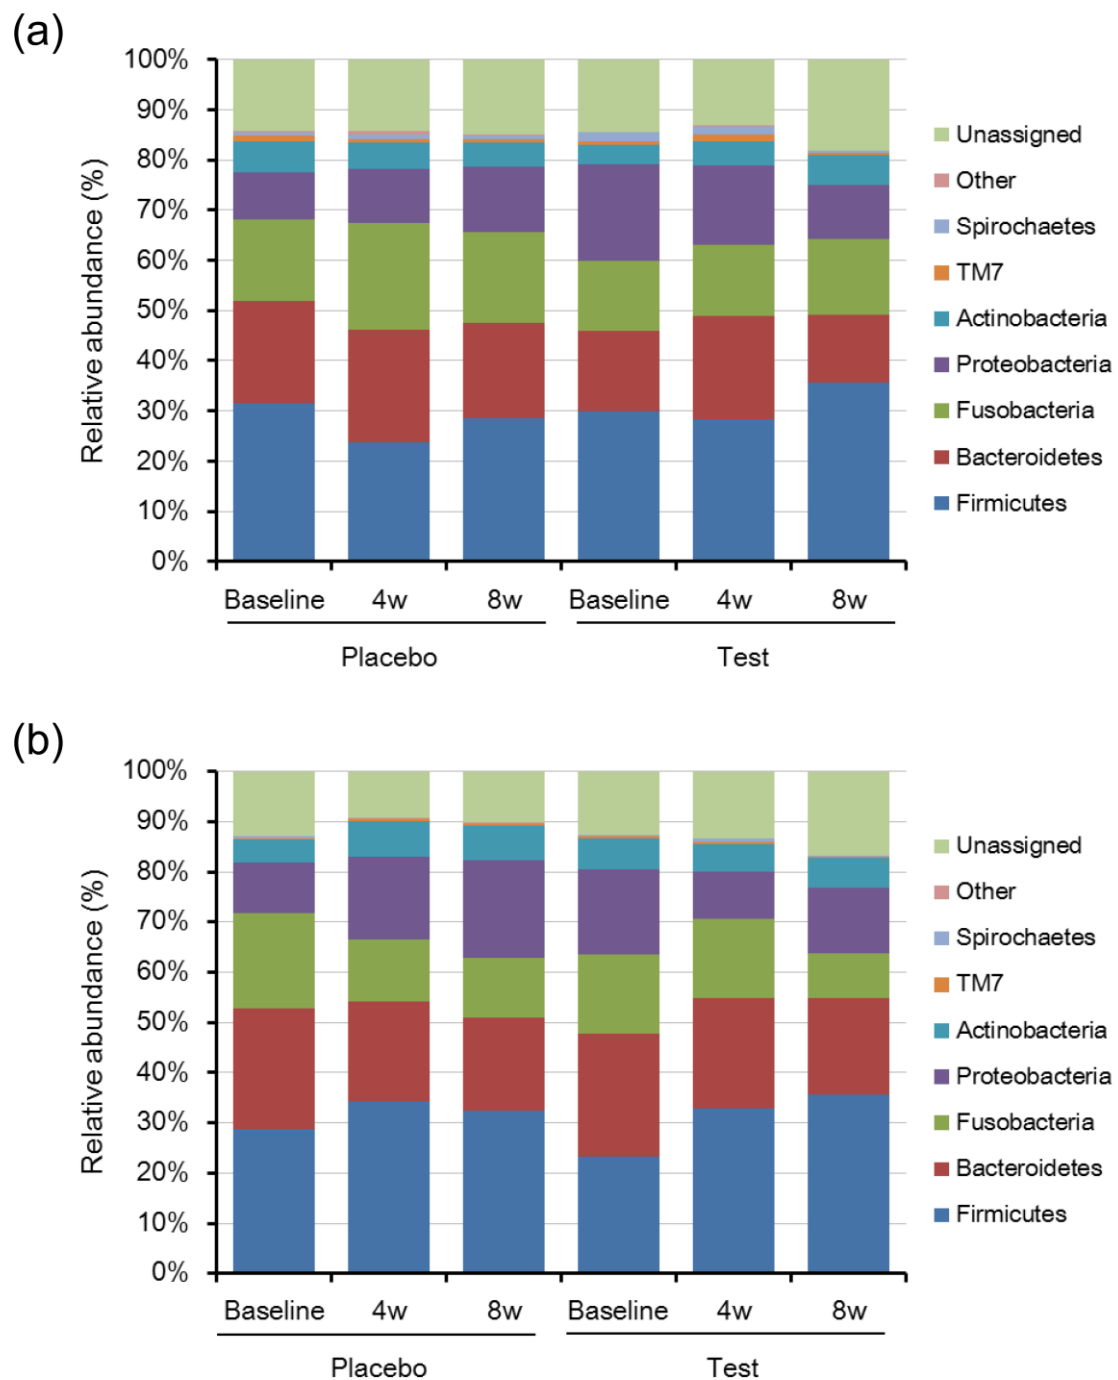 (a)
Relative abundance (%)
100%
90%
80%
70%
60%
50%
40%
30%
20%
10%
0%
Baseline 4w 8w Baseline 4w 8w
Placebo Test
Unassigned
Other
Spirochaetes
TM7
Actinobacteria
Proteobacteria
Fusobacteria
Bacteroidetes
Firmicutes
(b)
Relative abundance (%)
100%
90%
80%
70%
60%
50%
40%
30%
20%
10%
0%
Baseline 4w 8w Baseline 4w 8w
Placebo Test
Unassigned
Other
Spirochaetes
TM7
Actinobacteria
Proteobacteria
Fusobacteria
Bacteroidetes
Firmicutes